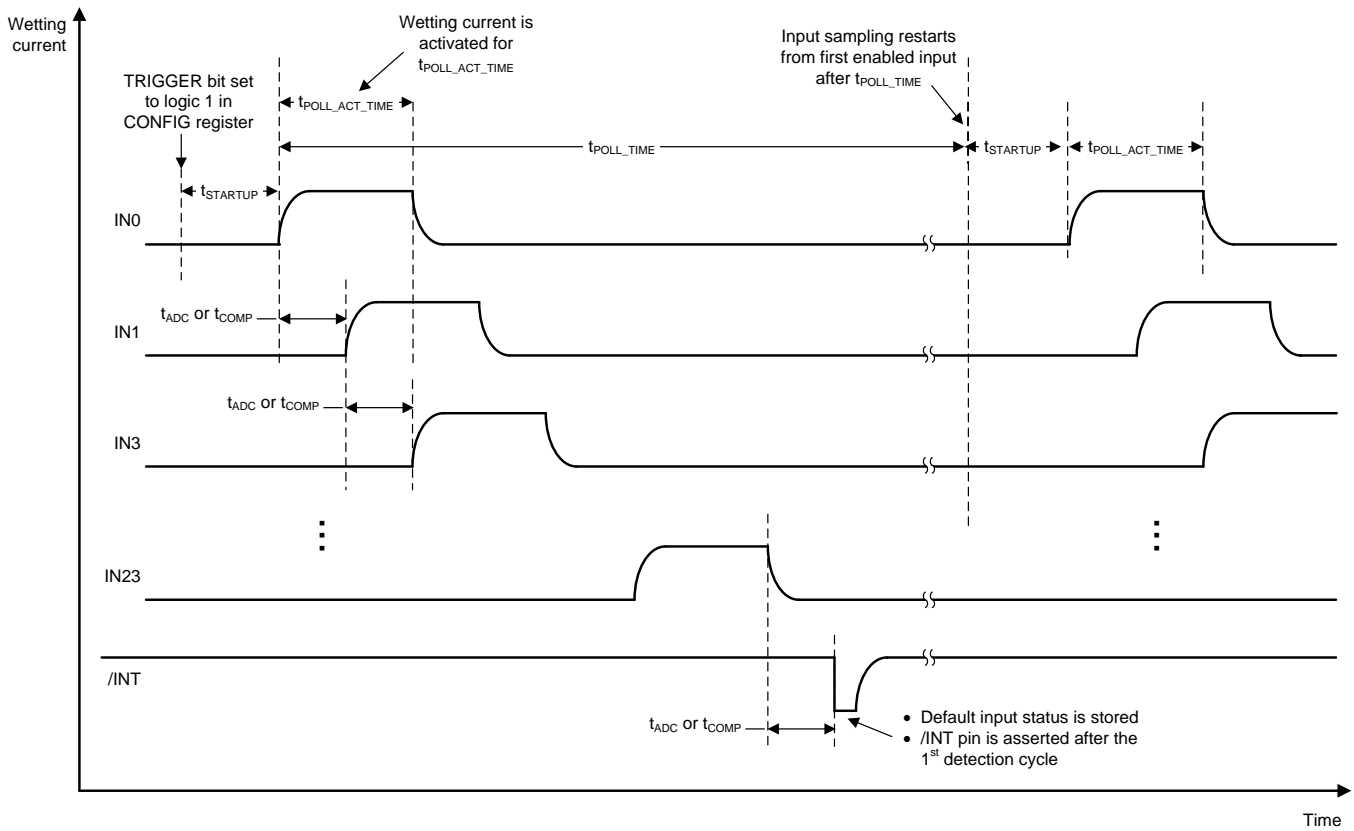 Wetting
current
Wetting current is
activated for
tPOLL_ACT_TIME
Input sampling restarts
from first enabled input
after tPOLL_TIME
TRIGGER bit set
to logic 1 in
CONFIG register
tPOLL_ACT_TIME
tPOLL_TIME
tSTARTUP
tPOLL_ACT_TIME
tSTARTUP
IN0
tADC or tCOMP
IN1
tADC or tCOMP
IN3
IN23
/INT
tADC or tCOMP
• Default input status is stored
• /INT pin is asserted after the
1st detection cycle
Time